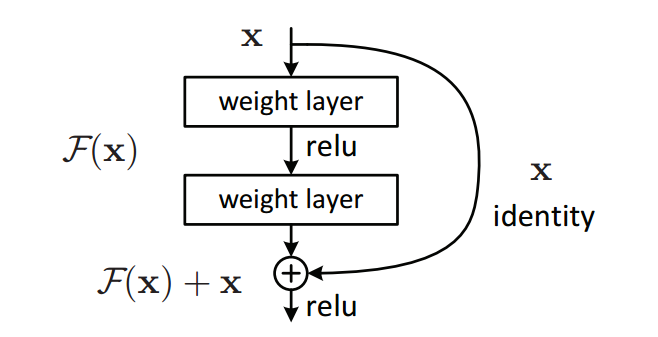 x
weight layer
relu
F(x)
weight layer
x
identity
F(x) + x
relu